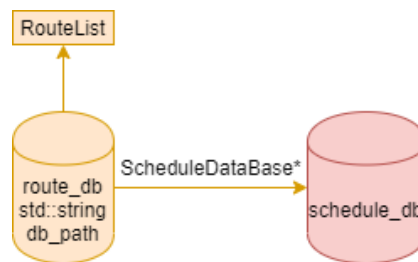 RouteList
ScheduleDataBase*
route_db
std::string
db_path
schedule_db